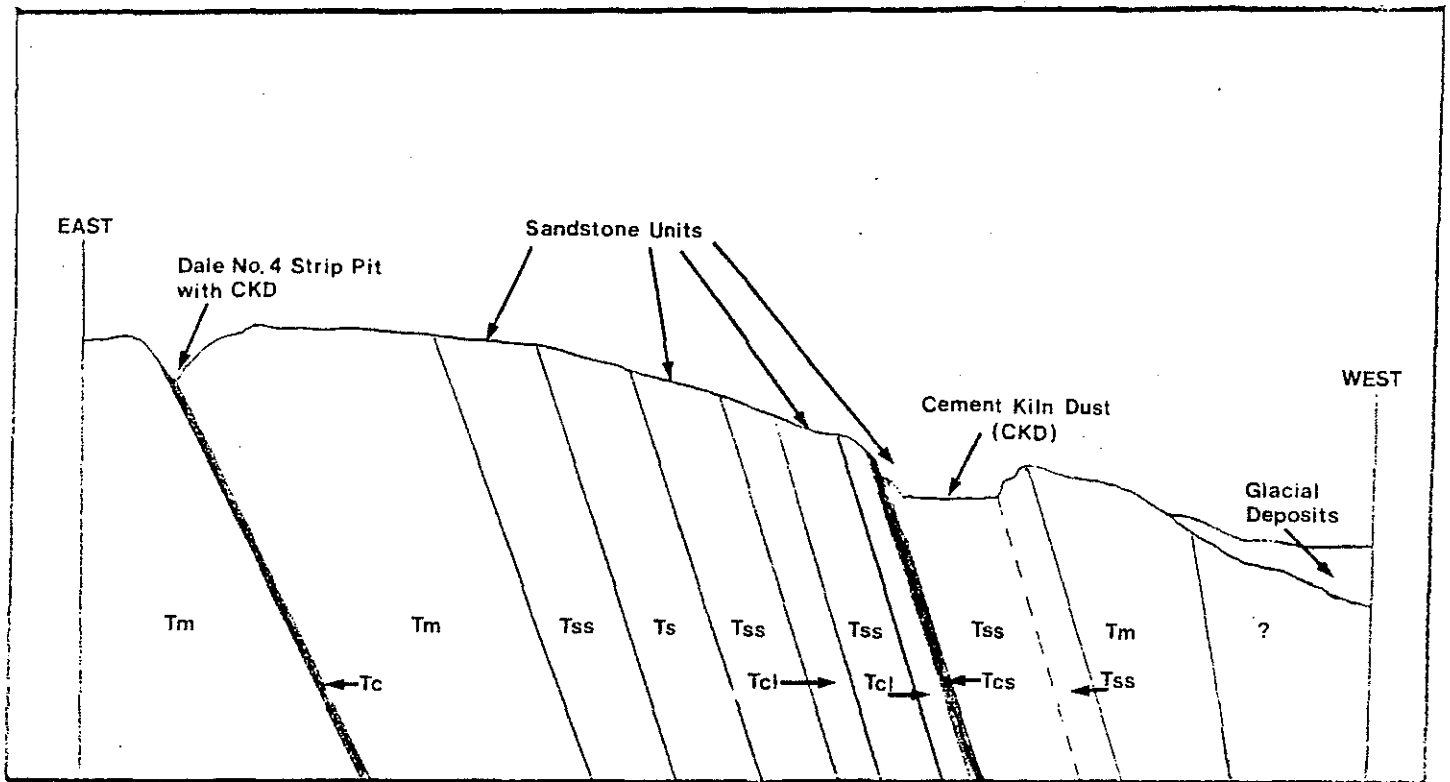 EAST
Sandstone Units
Dale No. 4 Strip Pit
with CKD
WEST
Cement Kiln Dust
(CKD)
Glacial
Deposits
Tm
Tm
Tss
Ts
Tss
Tss
Tss
Tm
?
Tc
Tcl
Tcl
Tcs
Tss